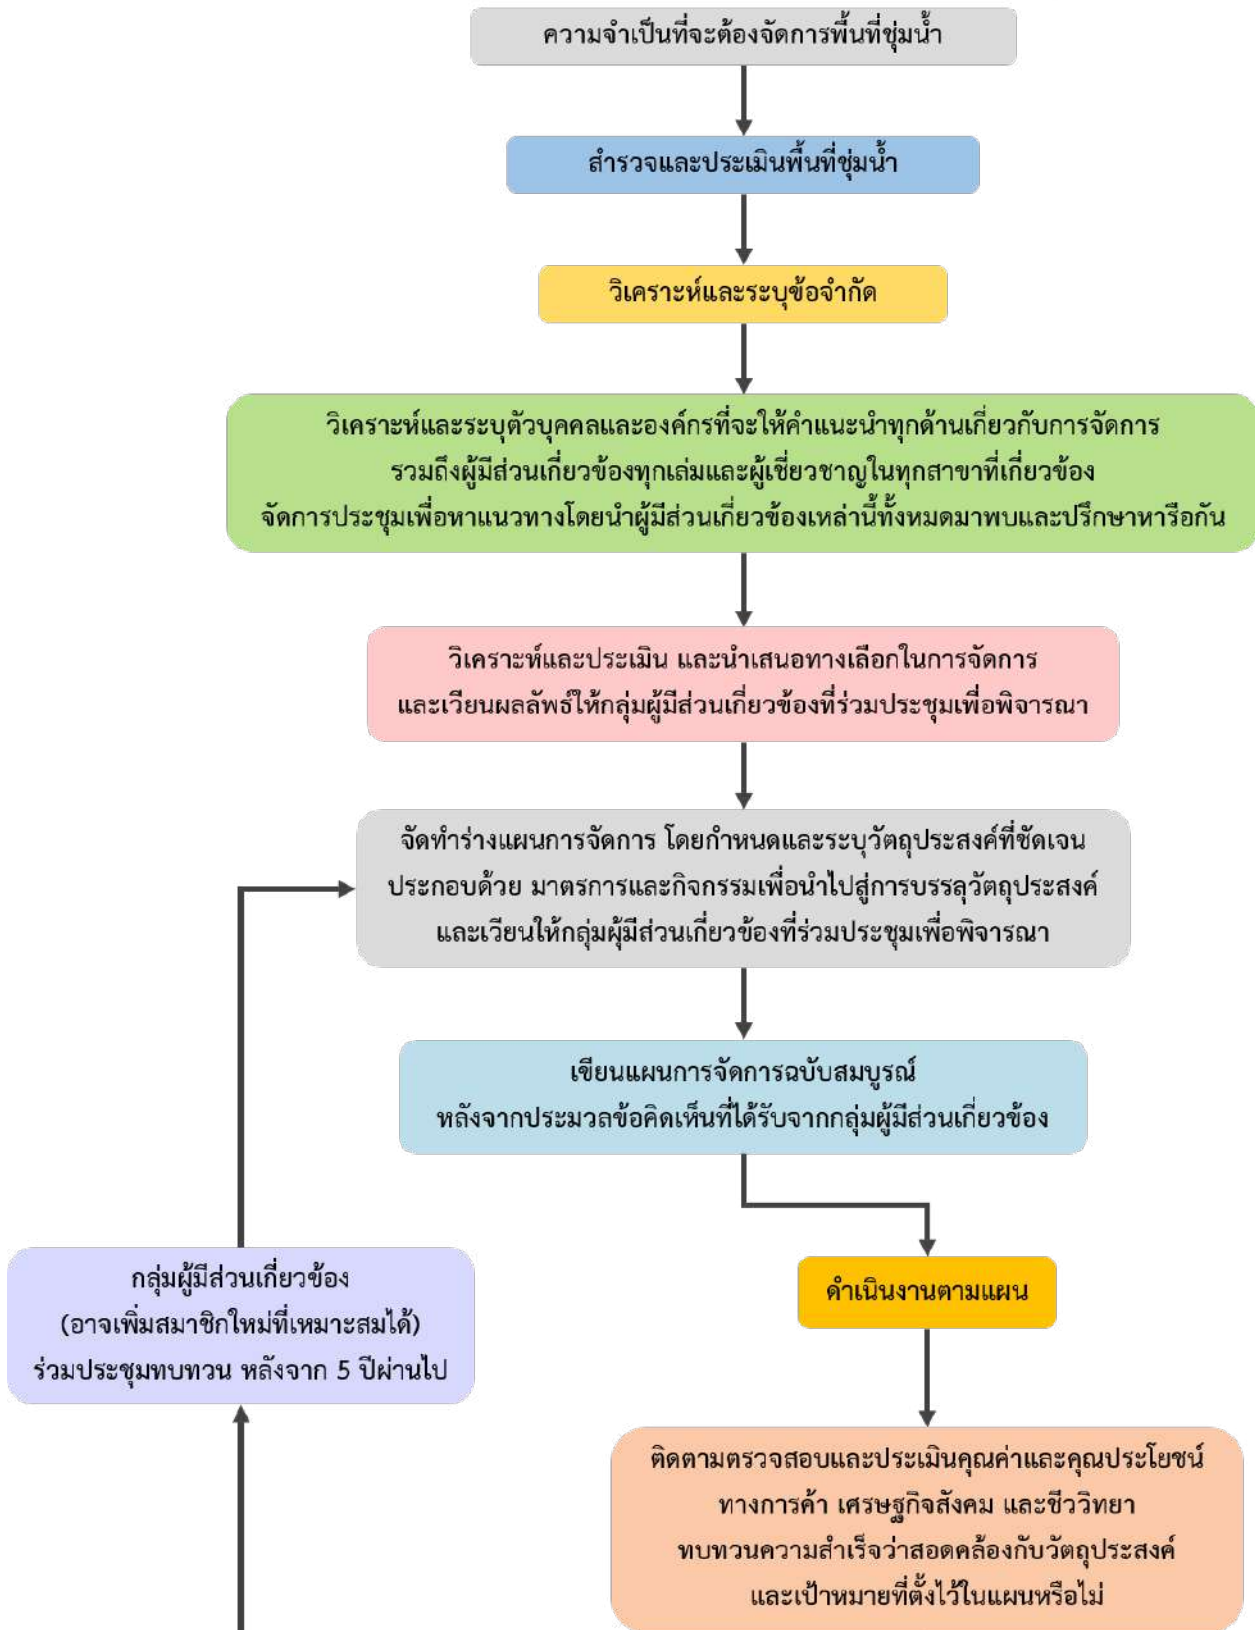 ความจำเป็นที่จะต้องจัดการพื้นที่ชุ่มน้ำ
สำรวจและประเมินพื้นที่ชุ่มน้ำ
วิเคราะห์และระบุข้อจำกัด
วิเคราะห์และระบุตัวบุคคลและองค์กรที่จะให้คำแนะนำทุกด้านเกี่ยวกับการจัดการ
รวมถึงผู้มีส่วนเกี่ยวข้องทุกเล่มและผู้เชี่ยวชาญในทุกสาขาที่เกี่ยวข้อง
จัดการประชุมเพื่อหาแนวทางโดยนำผู้มีส่วนเกี่ยวข้องเหล่านี้ทั้งหมดมาพบและปรึกษาหารือกัน
วิเคราะห์และประเมิน และนำเสนอทางเลือกในการจัดการ
และเวียนผลลัพธ์ให้กลุ่มผู้มีส่วนเกี่ยวข้องที่ร่วมประชุมเพื่อพิจารณา
จัดทำร่างแผนการจัดการ โดยกำหนดและระบุวัตถุประสงค์ที่ชัดเจน
ประกอบด้วย มาตรการและกิจกรรมเพื่อนำไปสู่การบรรลุวัตถุประสงค์
และเวียนให้กลุ่มผู้มีส่วนเกี่ยวข้องที่ร่วมประชุมเพื่อพิจารณา
เขียนแผนการจัดการฉบับสมบูรณ์
หลังจากประมวลข้อคิดเห็นที่ได้รับจากกลุ่มผู้มีส่วนเกี่ยวข้อง
กลุ่มผู้มีส่วนเกี่ยวข้อง
(อาจเพิ่มสมาชิกใหม่ที่เหมาะสมได้)
ร่วมประชุมทบทวน หลังจาก 5 ปีผ่านไป
ดำเนินงานตามแผน
ติดตามตรวจสอบและประเมินคุณค่าและคุณประโยชน์
ทางการค้า เศรษฐกิจสังคม และชีววิทยา
ทบทวนความสำเร็จว่าสอดคล้องกับวัตถุประสงค์
และเป้าหมายที่ตั้งไว้ในแผนหรือไม่